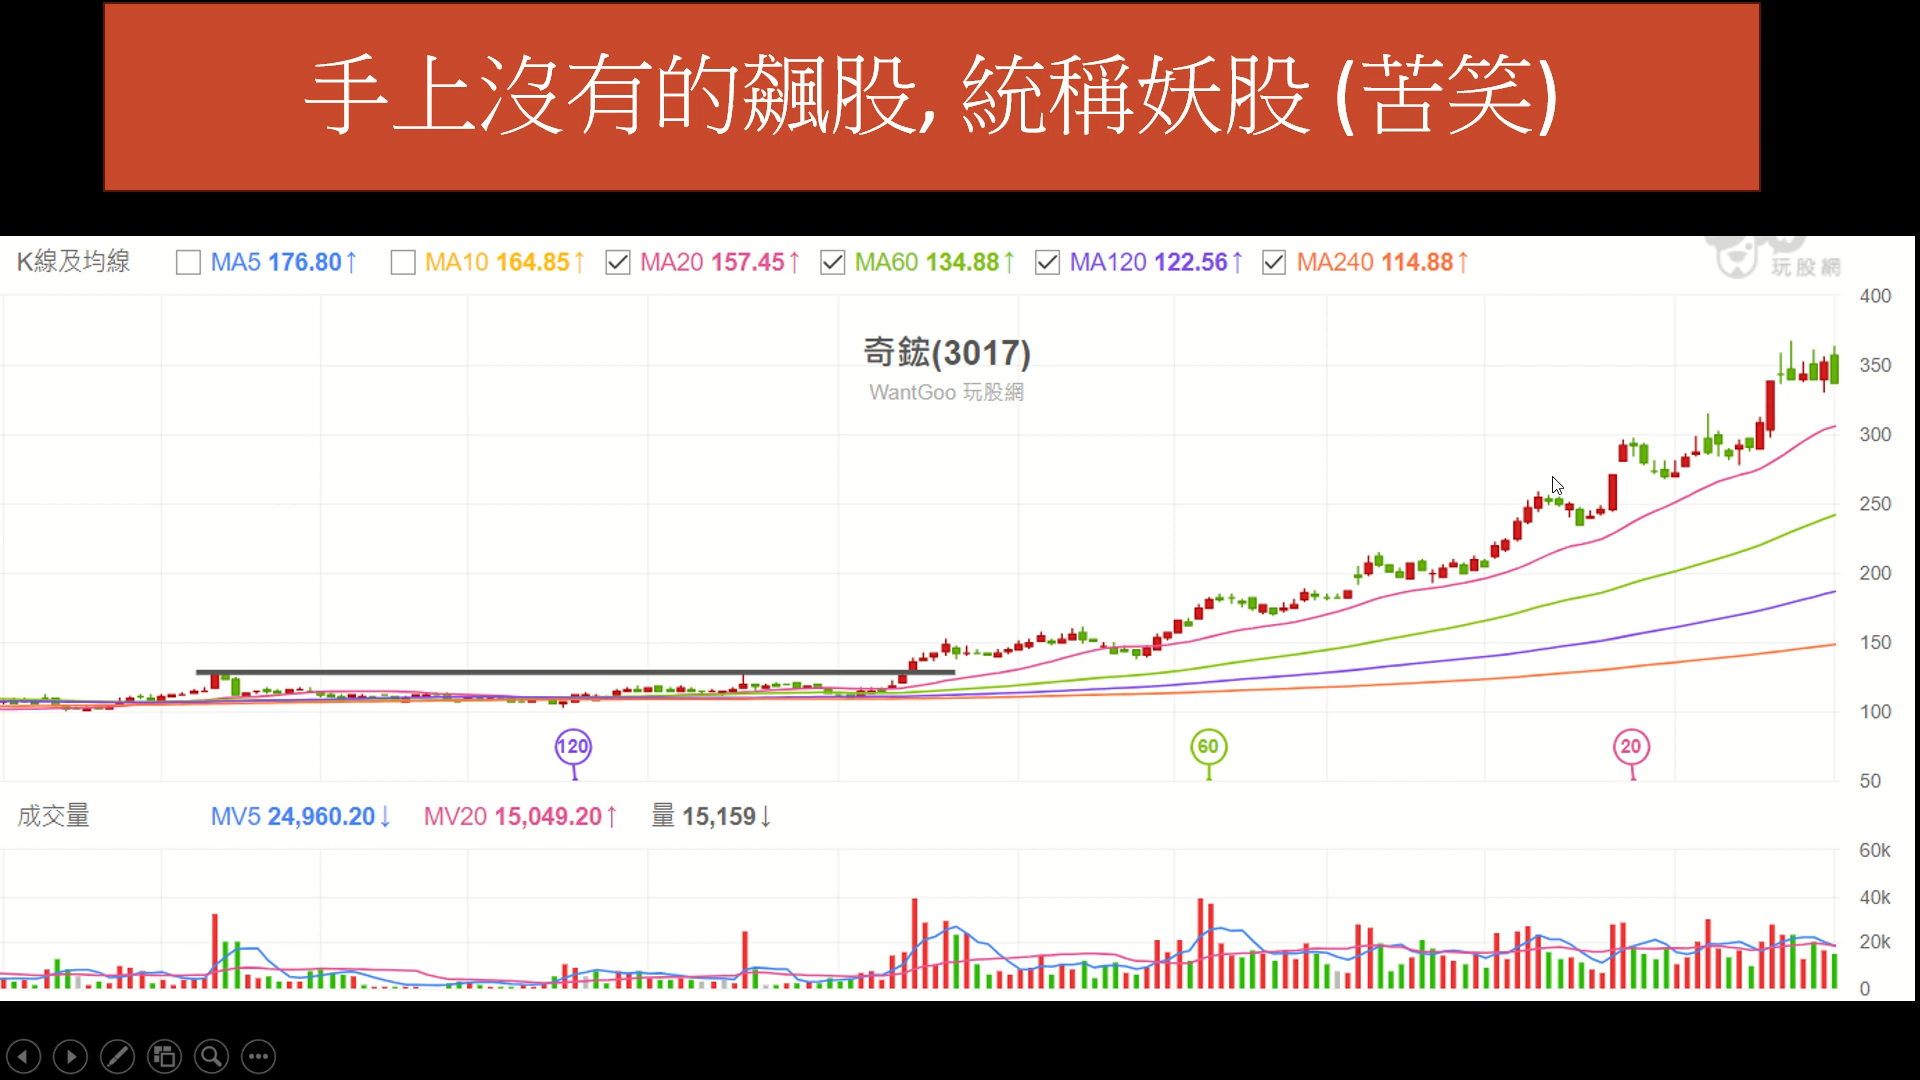 手上沒有的飆股, 統稱妖股 (苦笑)
K線及均線 MA5 176.80↑ MA10 164.85↑ MA20 157.45↑ MA60 134.88↑ MA120 122.56↑ MA240 114.88↑
玩股網
400
奇鋐(3017)
350
WantGoo 玩股網
300
250
200
150
100
120 60 20
50
成交量 MV5 24,960.20↓ MV20 15,049.20↑ 量 15,159↓
60k
40k
20k
0